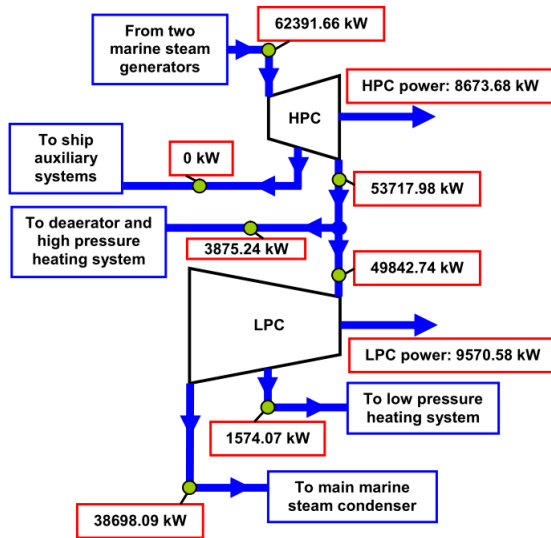 From two
marine steam
generators
62391.66 kW
HPC power: 8673.68 kW
HPC
To ship
auxiliary
systems
0 kW
53717.98 kW
To deaerator and
high pressure
heating system
3875.24 kW
49842.74 kW
LPC
LPC power: 9570.58 kW
To low pressure
heating system
1574.07 kW
To main marine
steam condenser
38698.09 kW